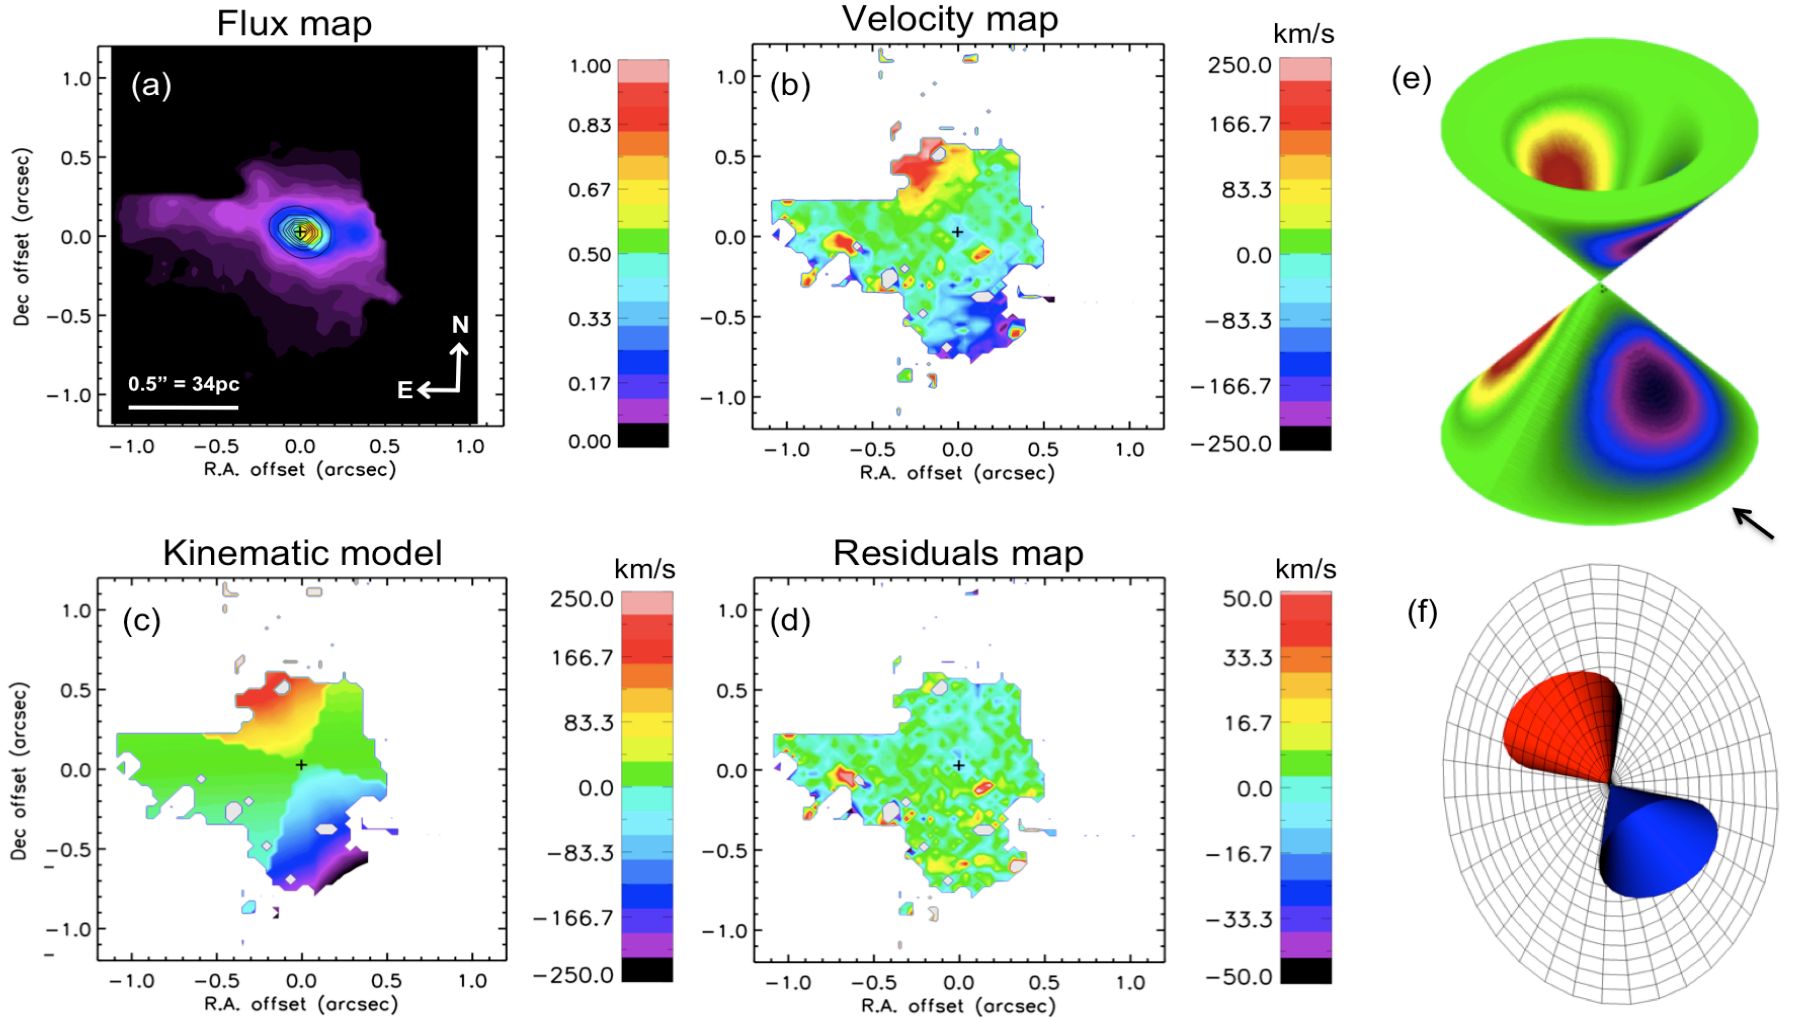 Flux map
(a)
Dec offset (arcsec)
1.0
0.5
0.0
−0.5
−1.0
N
E
0.5" = 34pc
−1.0 −0.5 0.0 0.5 1.0
R.A. offset (arcsec)
1.00
0.83
0.67
0.50
0.33
0.17
0.00
Velocity map
(b)
1.0
0.5
0.0
−0.5
−1.0
−1.0 −0.5 0.0 0.5 1.0
R.A. offset (arcsec)
km/s
250.0
166.7
83.3
0.0
−83.3
−166.7
−250.0
(e)
Kinematic model
(c)
Dec offset (arcsec)
1.0
0.5
0.0
−0.5
−1.0
−1.0 −0.5 0.0 0.5 1.0
R.A. offset (arcsec)
km/s
250.0
166.7
83.3
0.0
−83.3
−166.7
−250.0
Residuals map
(d)
1.0
0.5
0.0
−0.5
−1.0
−1.0 −0.5 0.0 0.5 1.0
R.A. offset (arcsec)
km/s
50.0
33.3
16.7
0.0
−16.7
−33.3
−50.0
(f)